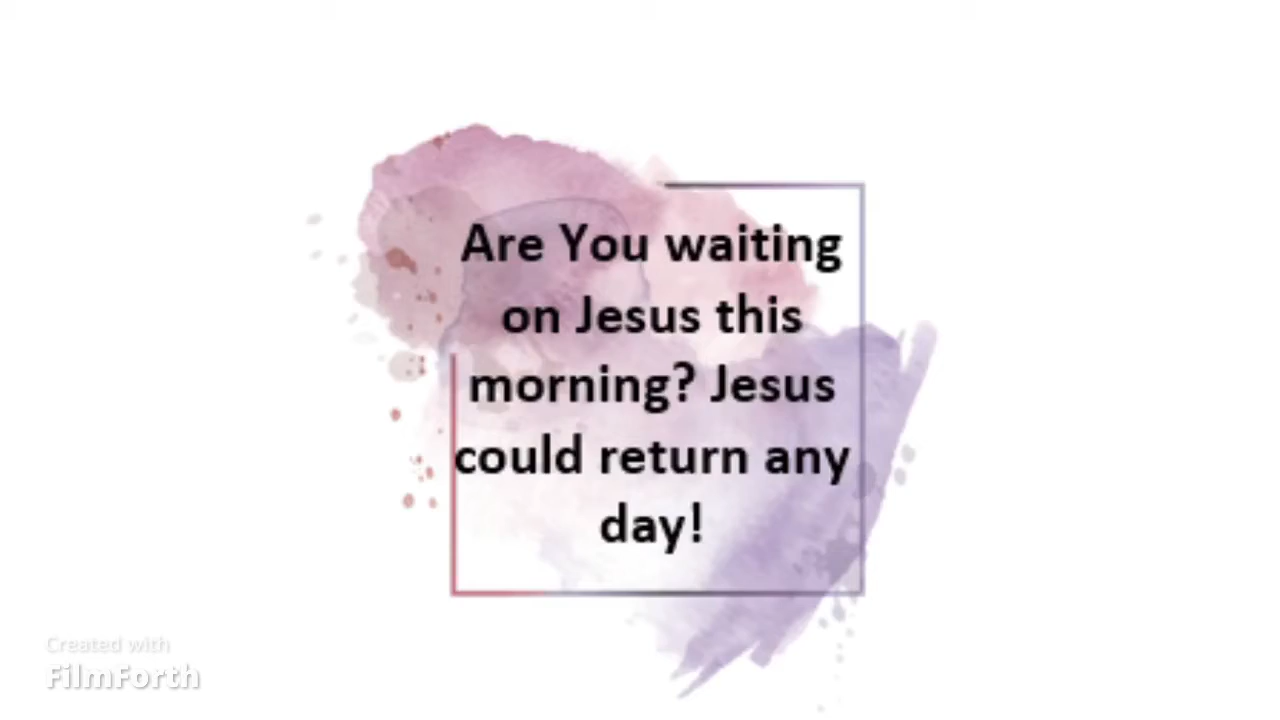 Are You waiting
on Jesus this
morning? Jesus
could return any
day!
Created with
FilmForth